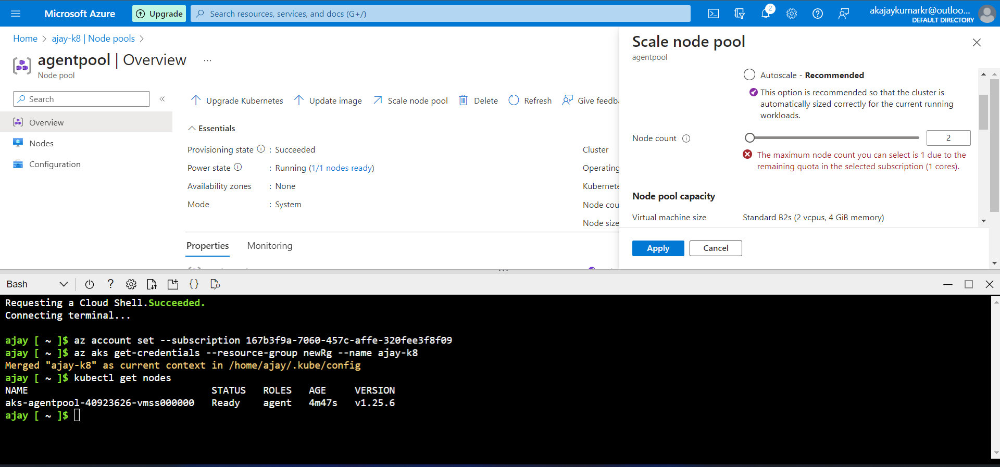 Microsoft Azure
Upgrade
Search resources, services, and docs (G+/)
2
akajaykumarkr@outloo...
DEFAULT DIRECTORY
Home > ajay-k8 | Node pools >
agentpool | Overview ...
Node pool
Search
«
Overview
Nodes
Configuration
Upgrade Kubernetes
Update image
Scale node pool
Delete
Refresh
Give feedba
Essentials
Provisioning state : Succeeded
Power state : Running (1/1 nodes ready)
Availability zones : None
Mode : System
Cluster
Operating
Kubernete
Node cou
Node size
Properties
Monitoring
Scale node pool
agentpool
Autoscale - Recommended
This option is recommended so that the cluster is
automatically sized correctly for the current running
workloads.
Node count
2
The maximum node count you can select is 1 due to the
remaining quota in the selected subscription (1 cores).
Node pool capacity
Virtual machine size
Standard B2s (2 vcpus, 4 GiB memory)
Apply
Cancel
Bash
Requesting a Cloud Shell.Succeeded.
Connecting terminal...
ajay [ ~ ]$ az account set --subscription 167b3f9a-7060-457c-affe-320fee3f8f09
ajay [ ~ ]$ az aks get-credentials --resource-group newRg --name ajay-k8
Merged "ajay-k8" as current context in /home/ajay/.kube/config
ajay [ ~ ]$ kubectl get nodes
NAME STATUS ROLES AGE VERSION
aks-agentpool-40923626-vmss000000 Ready agent 4m47s v1.25.6
ajay [ ~ ]$